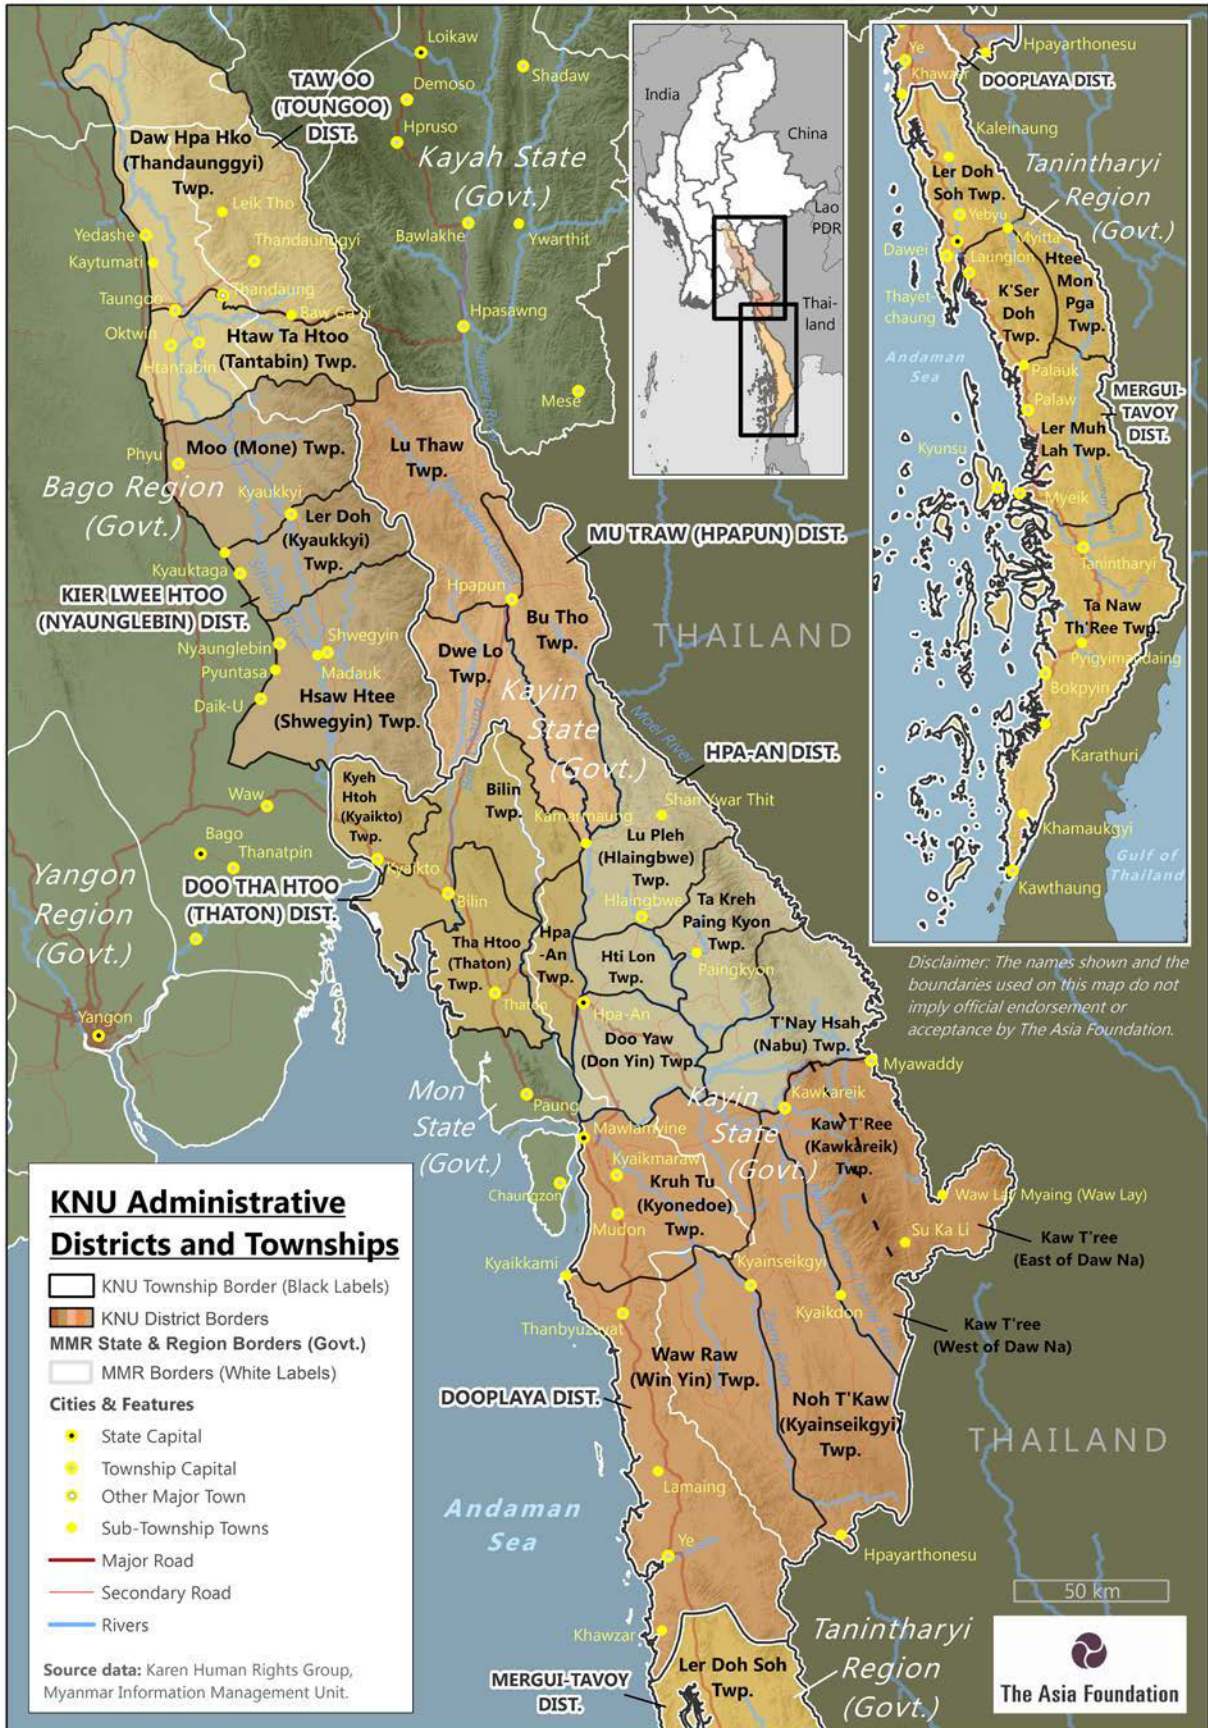 Loikaw
Shadaw
Demoso
Hpruso
TAW OO
(TOUNGOO)
DIST.
Daw Hpa Hko
(Thandaunggyi)
Twp.
Kayah State
(Govt.)
Leik Tho
Yedashe
Thandaunggyi
Bawlakhe
Ywarthit
Kaytumati
Thandaung
Taungoo
Baw Ga Li
Hpasawng
Oktwin
Htaw Ta Htoo
(Tantabin) Twp.
Htantabin
Mese
Moo (Mone) Twp.
Lu Thaw
Twp.
Phyu
Bago Region
(Govt.)
Kyaukkyi
Ler Doh
(Kyaukkyi)
Twp.
MU TRAW (HPAPUN) DIST.
Kyauktaga
KIER LWEE HTOO
(NYAUNGLEBIN) DIST.
Hpapun
Bu Tho
Twp.
THAILAND
Nyaunglebin
Shwegyin
Pyuntasa
Madauk
Dwe Lo
Twp.
Daik-U
Hsaw Htee
(Shwegyin) Twp.
Kayin
State
(Govt.)
Moei River
HPA-AN DIST.
Kyeh
Htoh
(Kyaikto)
Twp.
Bilin
Twp.
Waw
Shan Ywar Thit
Kamarmaung
Bago
Thanatpin
Lu Pleh
(Hlaingbwe)
Twp.
Yangon
Region
(Govt.)
DOO THA HTOO
(THATON) DIST.
Kyaikto
Bilin
Hlaingbwe
Ta Kreh
Paing Kyon
Twp.
Tha Htoo
(Thaton)
Twp.
Hpa
-An
Twp.
Hti Lon
Twp.
Paingkyon
Thaton
Hpa-An
Yangon
Doo Yaw
(Don Yin) Twp.
T'Nay Hsah
(Nabu) Twp.
Myawaddy
Mon
State
(Govt.)
Paung
Kayin
State
(Govt.)
Kawkareik
Mawlamyine
Kaw T'Ree
(Kawkareik)
Twp.
Kyaikmaraw
Kruh Tu
(Kyonedoe)
Twp.
Chaungzon
Mudon
Waw Lay Myaing (Waw Lay)
Su Ka Li
Kaw T'ree
(East of Daw Na)
Kyaikkami
Kyainseikgyi
Kyaikdon
Thanbyuzayat
Kaw T'ree
(West of Daw Na)
Waw Raw
(Win Yin) Twp.
Zami River
DOOPLAYA DIST.
Noh T'Kaw
(Kyainseikgyi)
Twp.
THAILAND
Lamaing
Andaman
Sea
Ye
Hpayarthonesu
50 km
Khawzar
Tanintharyi
Region
(Govt.)
Ler Doh Soh
Twp.
MERGUI-TAVOY
DIST.
India
China
Lao
PDR
Thai-
land
Ye
Hpayarthonesu
Khawzar
DOOPLAYA DIST.
Kaleinaung
Tanintharyi
Region
(Govt.)
Ler Doh
Soh Twp.
Yebyu
Myitta
Dawei
Launglon
Htee
Mon
Pga
Twp.
Thayet-
chaung
K'Ser
Doh
Twp.
Andaman
Sea
Palauk
Palaw
MERGUI-
TAVOY
DIST.
Ler Muh
Lah Twp.
Kyunsu
Myeik
Tanintharyi
Ta Naw
Th'Ree Twp.
Pyigyimandaing
Bokpyin
Karathuri
Khamaukgyi
Gulf of
Thailand
Kawthaung
Disclaimer: The names shown and the
boundaries used on this map do not
imply official endorsement or
acceptance by The Asia Foundation.
KNU Administrative
Districts and Townships
KNU Township Border (Black Labels)
KNU District Borders
MMR State & Region Borders (Govt.)
MMR Borders (White Labels)
Cities & Features
State Capital
Township Capital
Other Major Town
Sub-Township Towns
Major Road
Secondary Road
Rivers
Source data: Karen Human Rights Group,
Myanmar Information Management Unit.
The Asia Foundation